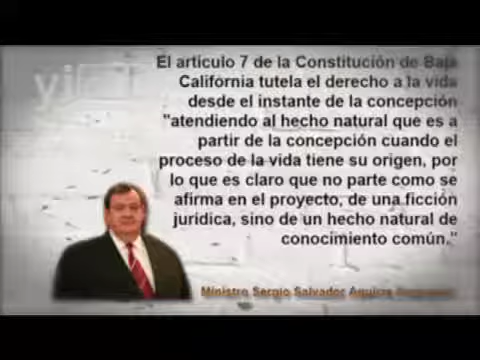 El artículo 7 de la Constitución de Baja
California tutela el derecho a la vida
desde el instante de la concepción
"atendiendo al hecho natural que es a
partir de la concepción cuando el
proceso de la vida tiene su origen, por
lo que es claro que no parte como se
afirma en el proyecto, de una ficción
jurídica, sino de un hecho natural de
conocimiento común."
Ministro Sergio Salvador Aguirre